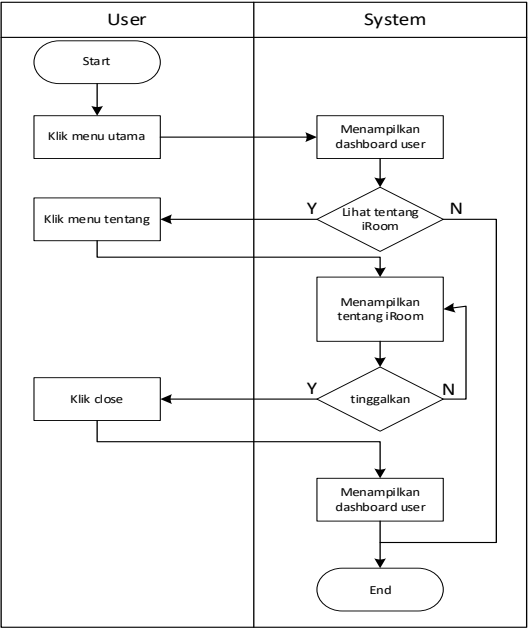 User
System
Start
Klik menu utama
Menampilkan
dashboard user
Lihat tentang
iRoom
Y
N
Klik menu tentang
Menampilkan
tentang iRoom
tinggalkan
Y
N
Klik close
Menampilkan
dashboard user
End